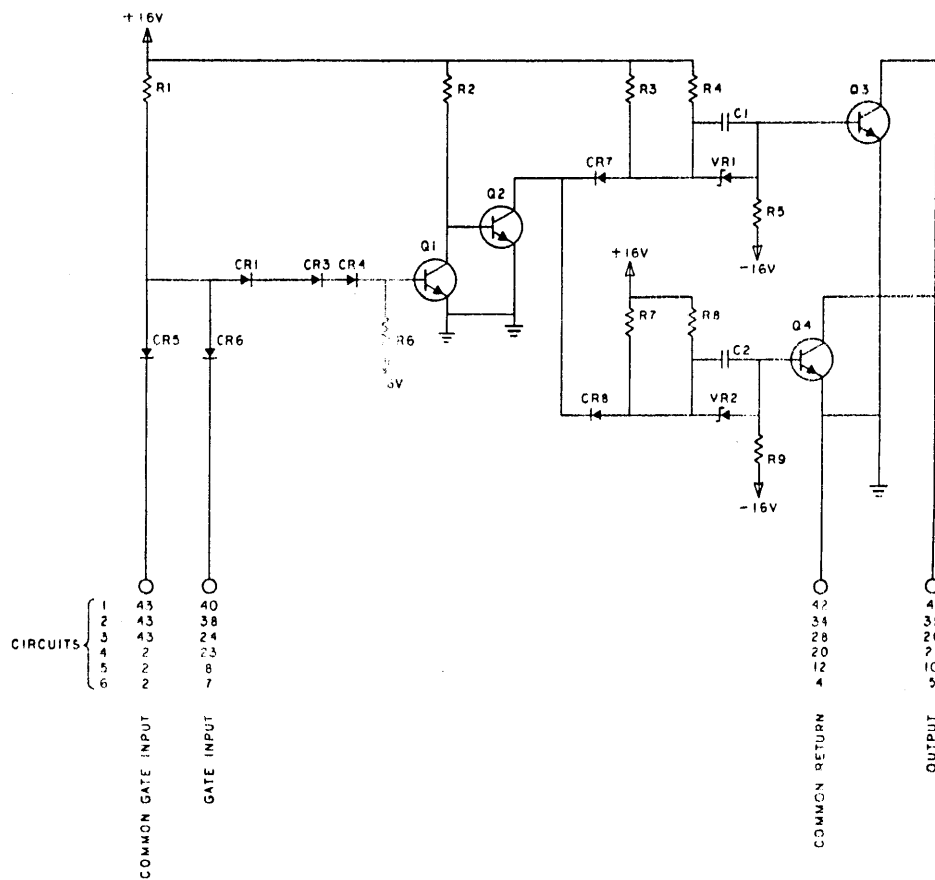 +16V
R1
R2
R3
R4
C1
Q3
CR7
VR1
Q2
R5
-16V
Q1
+16V
CR1
CR3
CR4
R7
R8
Q4
CR5
CR6
R6
C2
CR8
VR2
R9
-16V
CIRCUITS
1 43 40 42
2 43 38 34
3 43 24 28
4 2 23 20
5 2 8 12
6 2 7 4
COMMON GATE INPUT
GATE INPUT
COMMON RETURN
OUTPUT